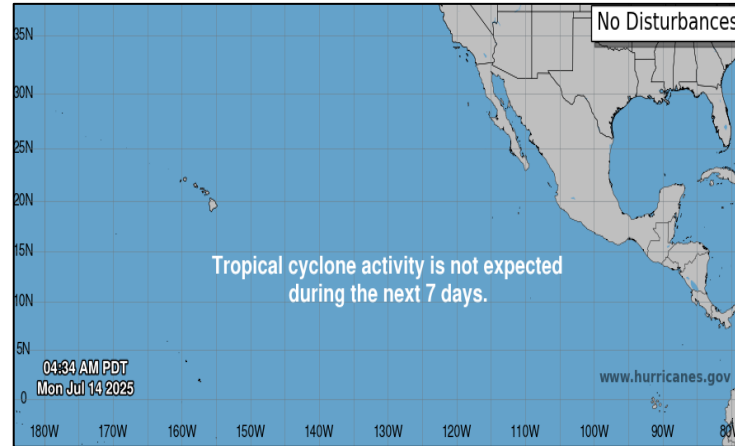 No Disturbances
35N
30N
25N
20N
15N
Tropical cyclone activity is not expected
during the next 7 days.
10N
5N
04:34 AM PDT
Mon Jul 14 2025
www.hurricanes.gov
0
180W 170W 160W 150W 140W 130W 120W 110W 100W 90W 80W